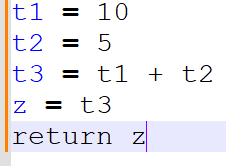 t1 = 10
t2 = 5
t3 = t1 + t2
z = t3
return z